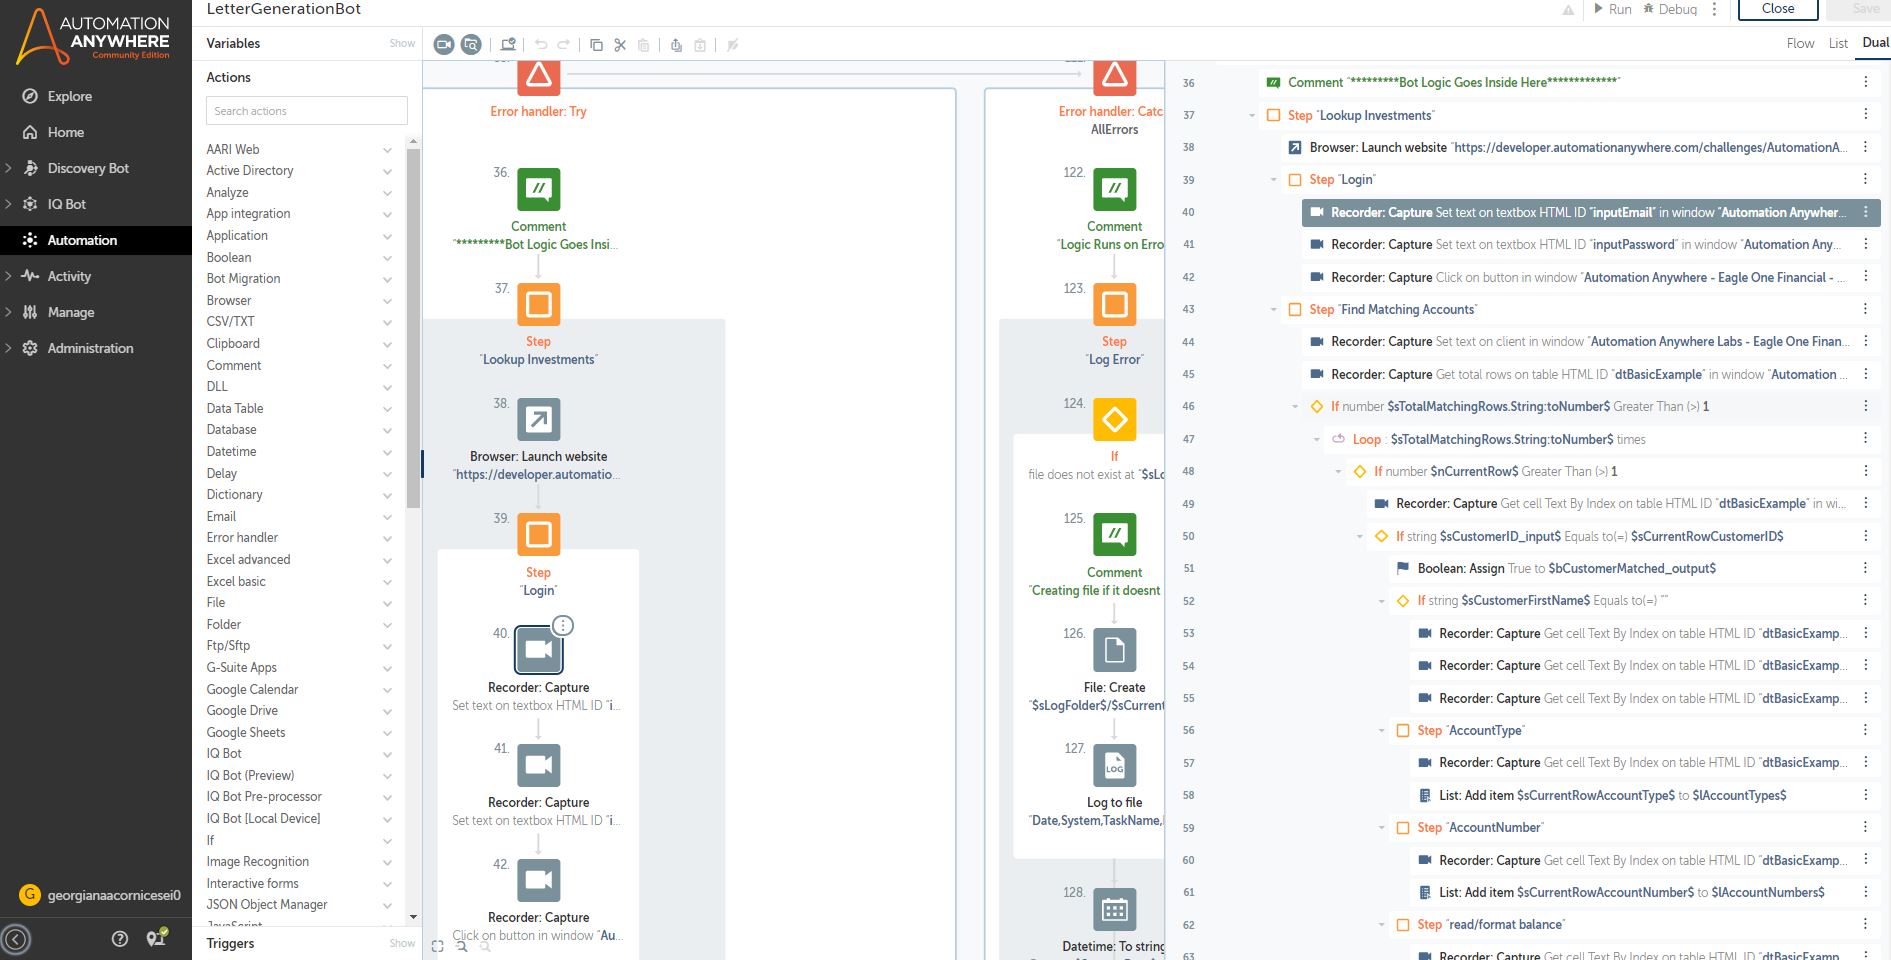 AUTOMATION
ANYWHERE
Community Edition
Explore
Home
Discovery Bot
IQ Bot
Automation
Activity
Manage
Administration
G georgianaacornicesei0
LetterGenerationBot
Run
Debug
Close
Save
Variables
Show
Flow
List
Dual
Actions
Search actions
AARI Web
Active Directory
Analyze
App integration
Application
Boolean
Bot Migration
Browser
CSV/TXT
Clipboard
Comment
DLL
Data Table
Database
Datetime
Delay
Dictionary
Email
Error handler
Excel advanced
Excel basic
File
Folder
Ftp/Sftp
G-Suite Apps
Google Calendar
Google Drive
Google Sheets
IQ Bot
IQ Bot (Preview)
IQ Bot Pre-processor
IQ Bot [Local Device]
If
Image Recognition
Interactive forms
JSON Object Manager
JavaScript
Triggers
Show
Error handler: Try
36.
Comment
"*********Bot Logic Goes Insi...
37.
Step
"Lookup Investments"
38.
Browser: Launch website
"https://developer.automatio...
39.
Step
"Login"
40.
Recorder: Capture
Set text on textbox HTML ID "i...
41.
Recorder: Capture
Set text on textbox HTML ID "i...
42.
Recorder: Capture
Click on button in window "Au...
Error handler: Catc
AllErrors
122.
Comment
"Logic Runs on Erro
123.
Step
"Log Error"
124.
If
file does not exist at "$sLo
125.
Comment
"Creating file if it doesnt
126.
File: Create
"$sLogFolder$/$sCurrent
127.
LOG
Log to file
"Date,System,TaskName,
128.
Datetime: To string
36 Comment "*********Bot Logic Goes Inside Here*************"
37 Step "Lookup Investments"
38 Browser: Launch website "https://developer.automationanywhere.com/challenges/AutomationA...
39 Step "Login"
40 Recorder: Capture Set text on textbox HTML ID "inputEmail" in window "Automation Anywher...
41 Recorder: Capture Set text on textbox HTML ID "inputPassword" in window "Automation Any...
42 Recorder: Capture Click on button in window "Automation Anywhere - Eagle One Financial - ...
43 Step "Find Matching Accounts"
44 Recorder: Capture Set text on client in window "Automation Anywhere Labs - Eagle One Finan...
45 Recorder: Capture Get total rows on table HTML ID "dtBasicExample" in window "Automation ...
46 If number $sTotalMatchingRows.String:toNumber$ Greater Than (>) 1
47 Loop : $sTotalMatchingRows.String:toNumber$ times
48 If number $nCurrentRow$ Greater Than (>) 1
49 Recorder: Capture Get cell Text By Index on table HTML ID "dtBasicExample" in wi...
50 If string $sCustomerID_input$ Equals to(=) $sCurrentRowCustomerID$
51 Boolean: Assign True to $bCustomerMatched_output$
52 If string $sCustomerFirstName$ Equals to(=) ""
53 Recorder: Capture Get cell Text By Index on table HTML ID "dtBasicExamp...
54 Recorder: Capture Get cell Text By Index on table HTML ID "dtBasicExamp...
55 Recorder: Capture Get cell Text By Index on table HTML ID "dtBasicExamp...
56 Step "AccountType"
57 Recorder: Capture Get cell Text By Index on table HTML ID "dtBasicExamp...
58 List: Add item $sCurrentRowAccountType$ to $lAccountTypes$
59 Step "AccountNumber"
60 Recorder: Capture Get cell Text By Index on table HTML ID "dtBasicExamp...
61 List: Add item $sCurrentRowAccountNumber$ to $lAccountNumbers$
62 Step "read/format balance"
63 Recorder: Capture Get cell Text By Index on table HTML ID "dtBasicExamp...